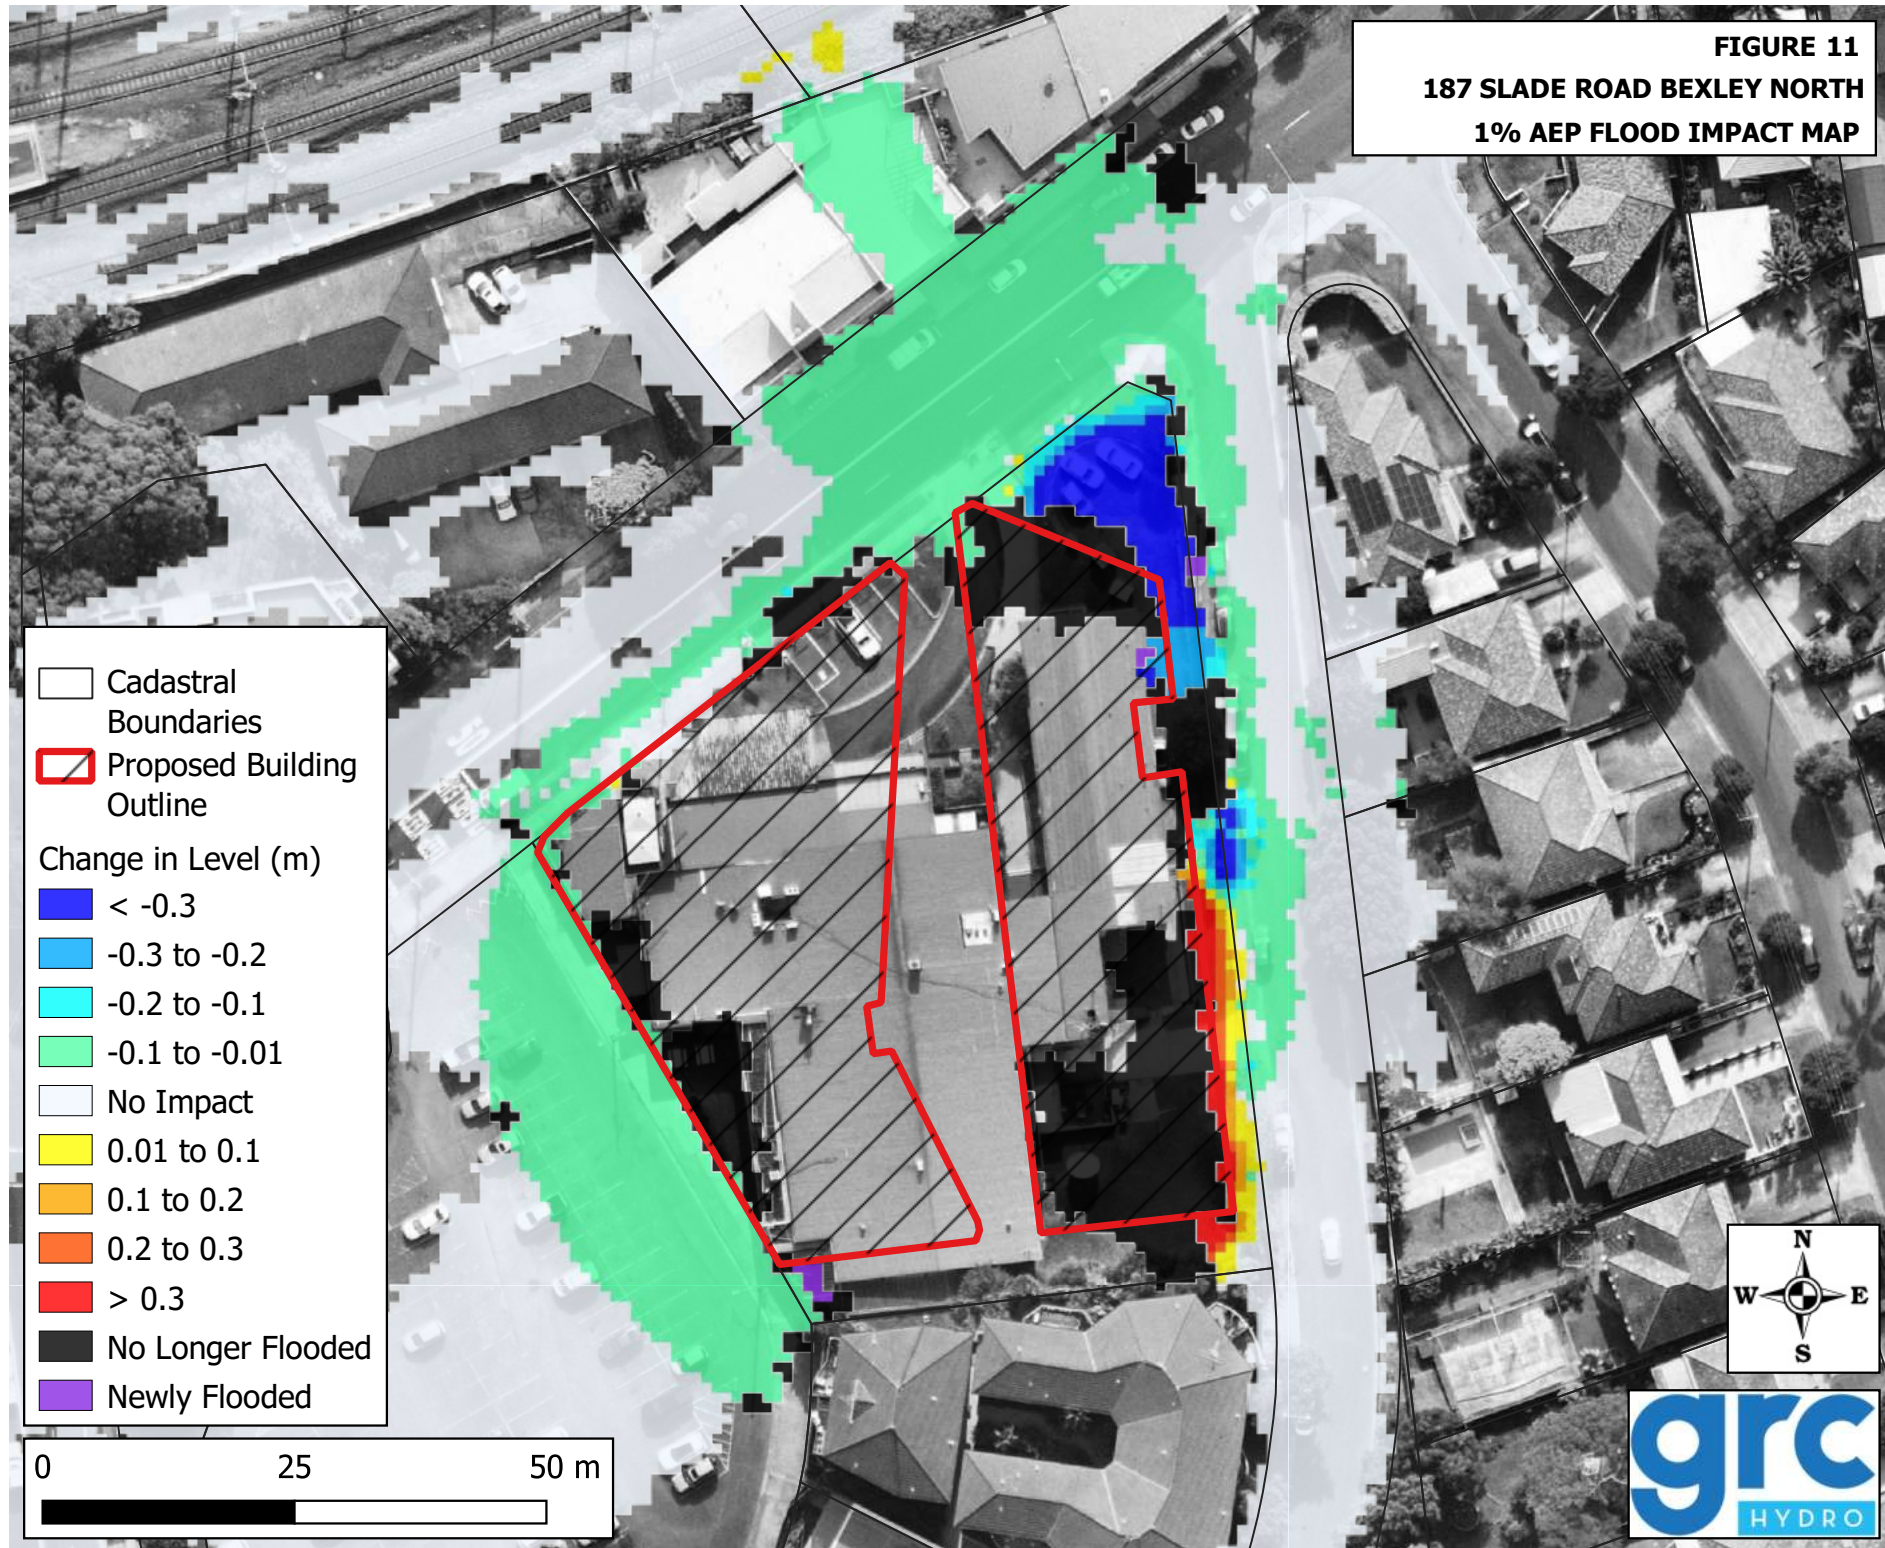 FIGURE 11
187 SLADE ROAD BEXLEY NORTH
1% AEP FLOOD IMPACT MAP
Cadastral
Boundaries
Proposed Building
Outline
Change in Level (m)
< -0.3
-0.3 to -0.2
-0.2 to -0.1
-0.1 to -0.01
No Impact
0.01 to 0.1
0.1 to 0.2
0.2 to 0.3
> 0.3
No Longer Flooded
Newly Flooded
0 25 50 m
N
W E
S
grc
HYDRO